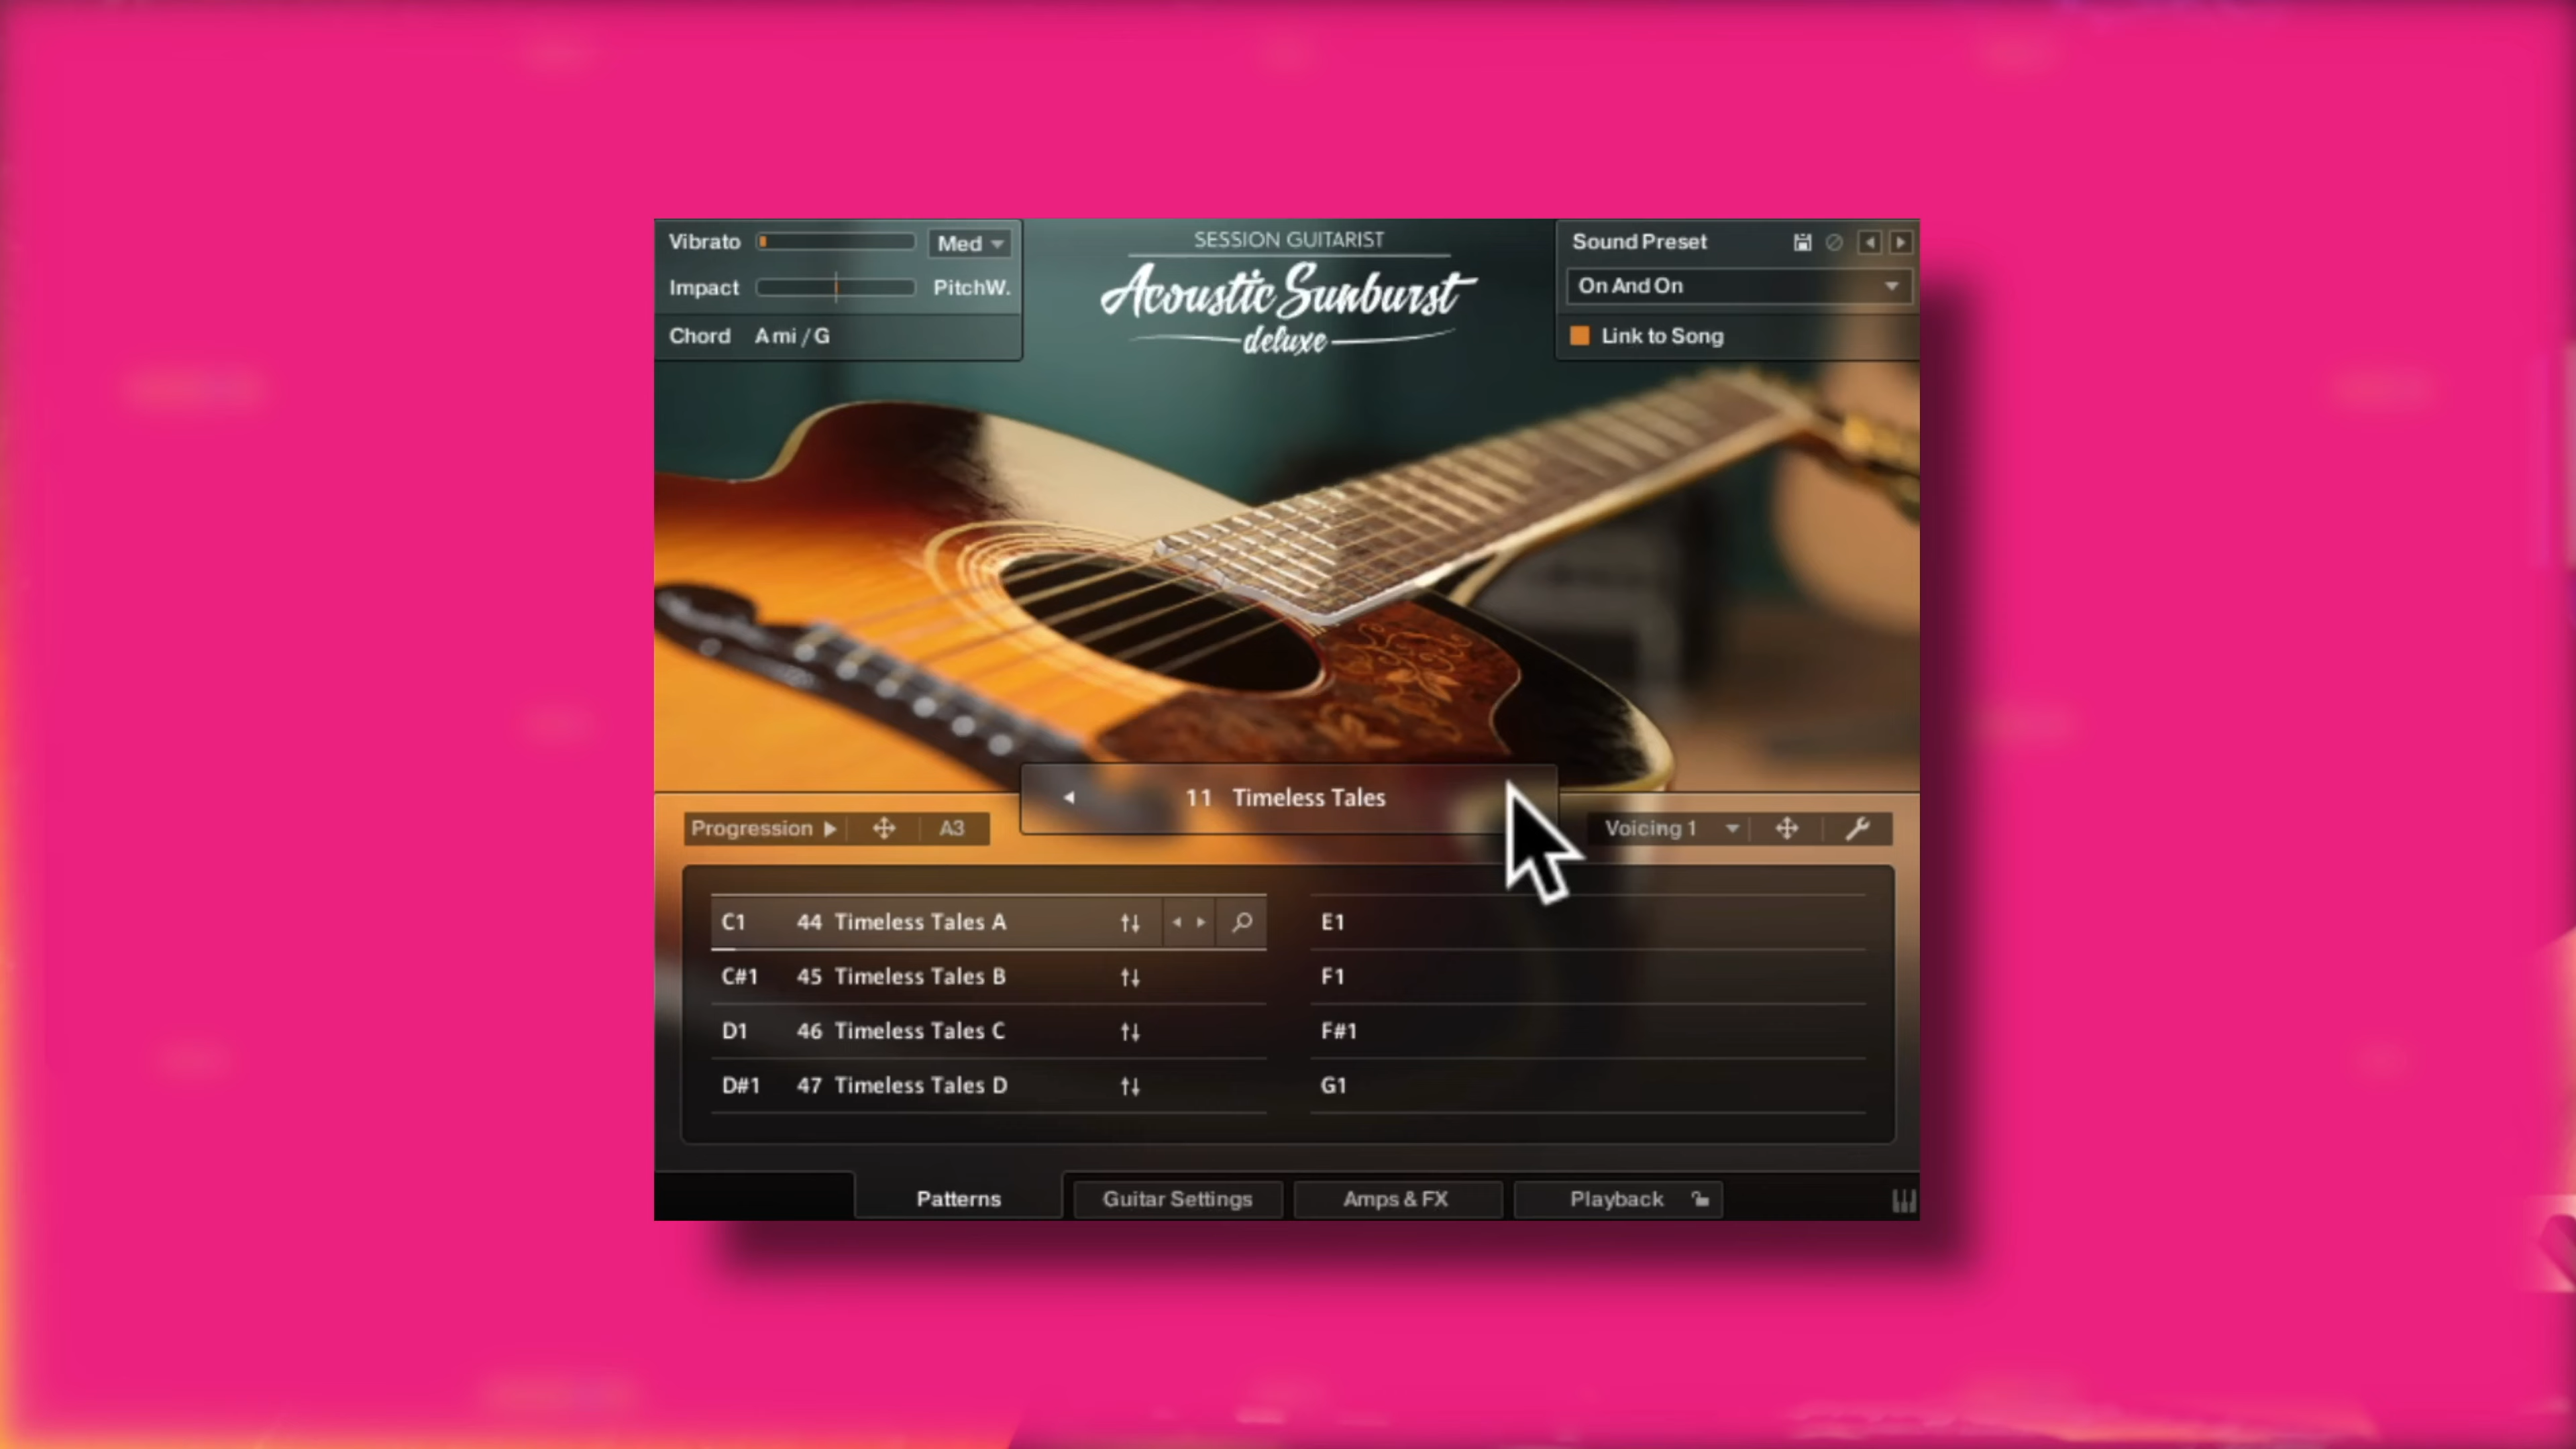 Vibrato
Med
Impact
PitchW.
Chord A mi / G
SESSION GUITARIST
Acoustic Sunburst
deluxe
Sound Preset
On And On
Link to Song
11 Timeless Tales
Progression
A3
Voicing 1
C1 44 Timeless Tales A
C#1 45 Timeless Tales B
D1 46 Timeless Tales C
D#1 47 Timeless Tales D
E1
F1
F#1
G1
Patterns
Guitar Settings
Amps & FX
Playback